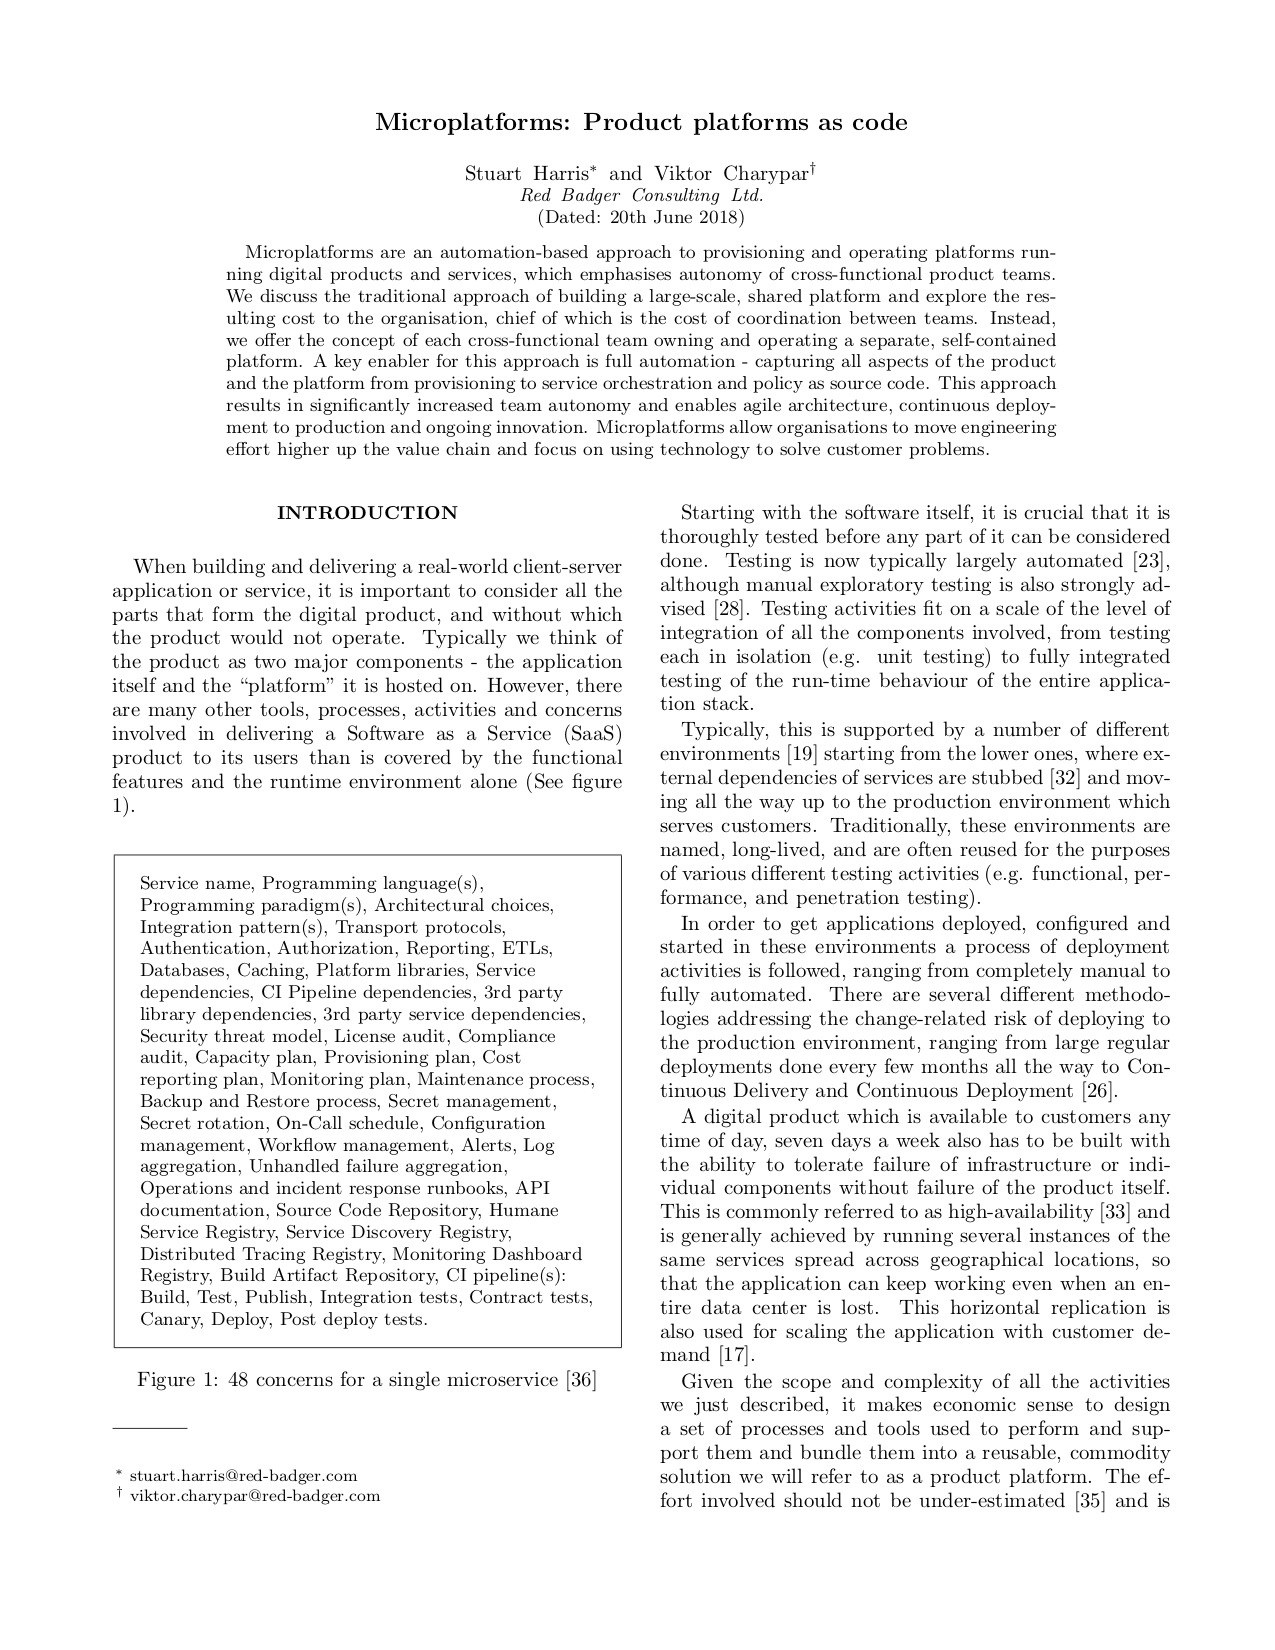 Microplatforms: Product platforms as code
Stuart Harris* and Viktor Charypar†
Red Badger Consulting Ltd.
(Dated: 20th June 2018)
Microplatforms are an automation-based approach to provisioning and operating platforms run-
ning digital products and services, which emphasises autonomy of cross-functional product teams.
We discuss the traditional approach of building a large-scale, shared platform and explore the res-
ulting cost to the organisation, chief of which is the cost of coordination between teams. Instead,
we offer the concept of each cross-functional team owning and operating a separate, self-contained
platform. A key enabler for this approach is full automation - capturing all aspects of the product
and the platform from provisioning to service orchestration and policy as source code. This approach
results in significantly increased team autonomy and enables agile architecture, continuous deploy-
ment to production and ongoing innovation. Microplatforms allow organisations to move engineering
effort higher up the value chain and focus on using technology to solve customer problems.
INTRODUCTION
When building and delivering a real-world client-server
application or service, it is important to consider all the
parts that form the digital product, and without which
the product would not operate. Typically we think of
the product as two major components - the application
itself and the “platform” it is hosted on. However, there
are many other tools, processes, activities and concerns
involved in delivering a Software as a Service (SaaS)
product to its users than is covered by the functional
features and the runtime environment alone (See figure
1).
Service name, Programming language(s),
Programming paradigm(s), Architectural choices,
Integration pattern(s), Transport protocols,
Authentication, Authorization, Reporting, ETLs,
Databases, Caching, Platform libraries, Service
dependencies, CI Pipeline dependencies, 3rd party
library dependencies, 3rd party service dependencies,
Security threat model, License audit, Compliance
audit, Capacity plan, Provisioning plan, Cost
reporting plan, Monitoring plan, Maintenance process,
Backup and Restore process, Secret management,
Secret rotation, On-Call schedule, Configuration
management, Workflow management, Alerts, Log
aggregation, Unhandled failure aggregation,
Operations and incident response runbooks, API
documentation, Source Code Repository, Humane
Service Registry, Service Discovery Registry,
Distributed Tracing Registry, Monitoring Dashboard
Registry, Build Artifact Repository, CI pipeline(s):
Build, Test, Publish, Integration tests, Contract tests,
Canary, Deploy, Post deploy tests.
Figure 1: 48 concerns for a single microservice [36]
* stuart.harris@red-badger.com
† viktor.charypar@red-badger.com
Starting with the software itself, it is crucial that it is
thoroughly tested before any part of it can be considered
done. Testing is now typically largely automated [23],
although manual exploratory testing is also strongly ad-
vised [28]. Testing activities fit on a scale of the level of
integration of all the components involved, from testing
each in isolation (e.g. unit testing) to fully integrated
testing of the run-time behaviour of the entire applica-
tion stack.
Typically, this is supported by a number of different
environments [19] starting from the lower ones, where ex-
ternal dependencies of services are stubbed [32] and mov-
ing all the way up to the production environment which
serves customers. Traditionally, these environments are
named, long-lived, and are often reused for the purposes
of various different testing activities (e.g. functional, per-
formance, and penetration testing).
In order to get applications deployed, configured and
started in these environments a process of deployment
activities is followed, ranging from completely manual to
fully automated. There are several different methodo-
logies addressing the change-related risk of deploying to
the production environment, ranging from large regular
deployments done every few months all the way to Con-
tinuous Delivery and Continuous Deployment [26].
A digital product which is available to customers any
time of day, seven days a week also has to be built with
the ability to tolerate failure of infrastructure or indi-
vidual components without failure of the product itself.
This is commonly referred to as high-availability [33] and
is generally achieved by running several instances of the
same services spread across geographical locations, so
that the application can keep working even when an en-
tire data center is lost. This horizontal replication is
also used for scaling the application with customer de-
mand [17].
Given the scope and complexity of all the activities
we just described, it makes economic sense to design
a set of processes and tools used to perform and sup-
port them and bundle them into a reusable, commodity
solution we will refer to as a product platform. The ef-
fort involved should not be under-estimated [35] and is